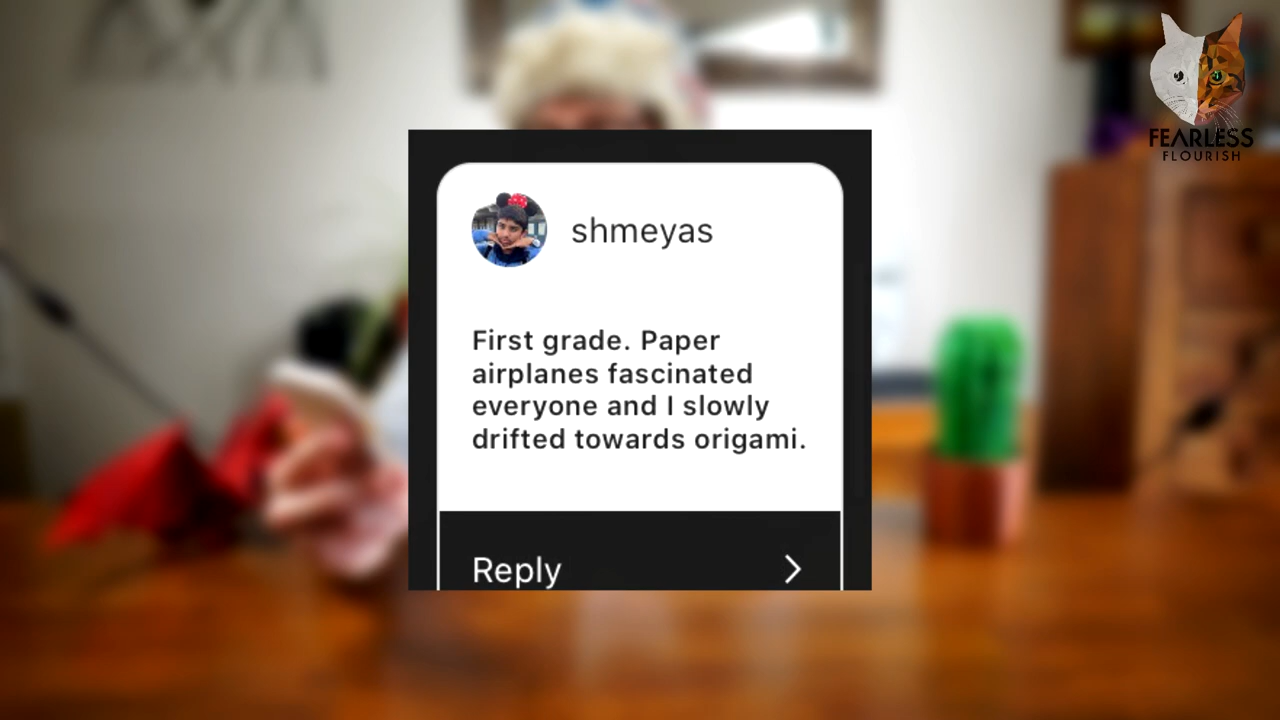 FEARLESS
FLOURISH
shmeyas
First grade. Paper
airplanes fascinated
everyone and I slowly
drifted towards origami.
Reply